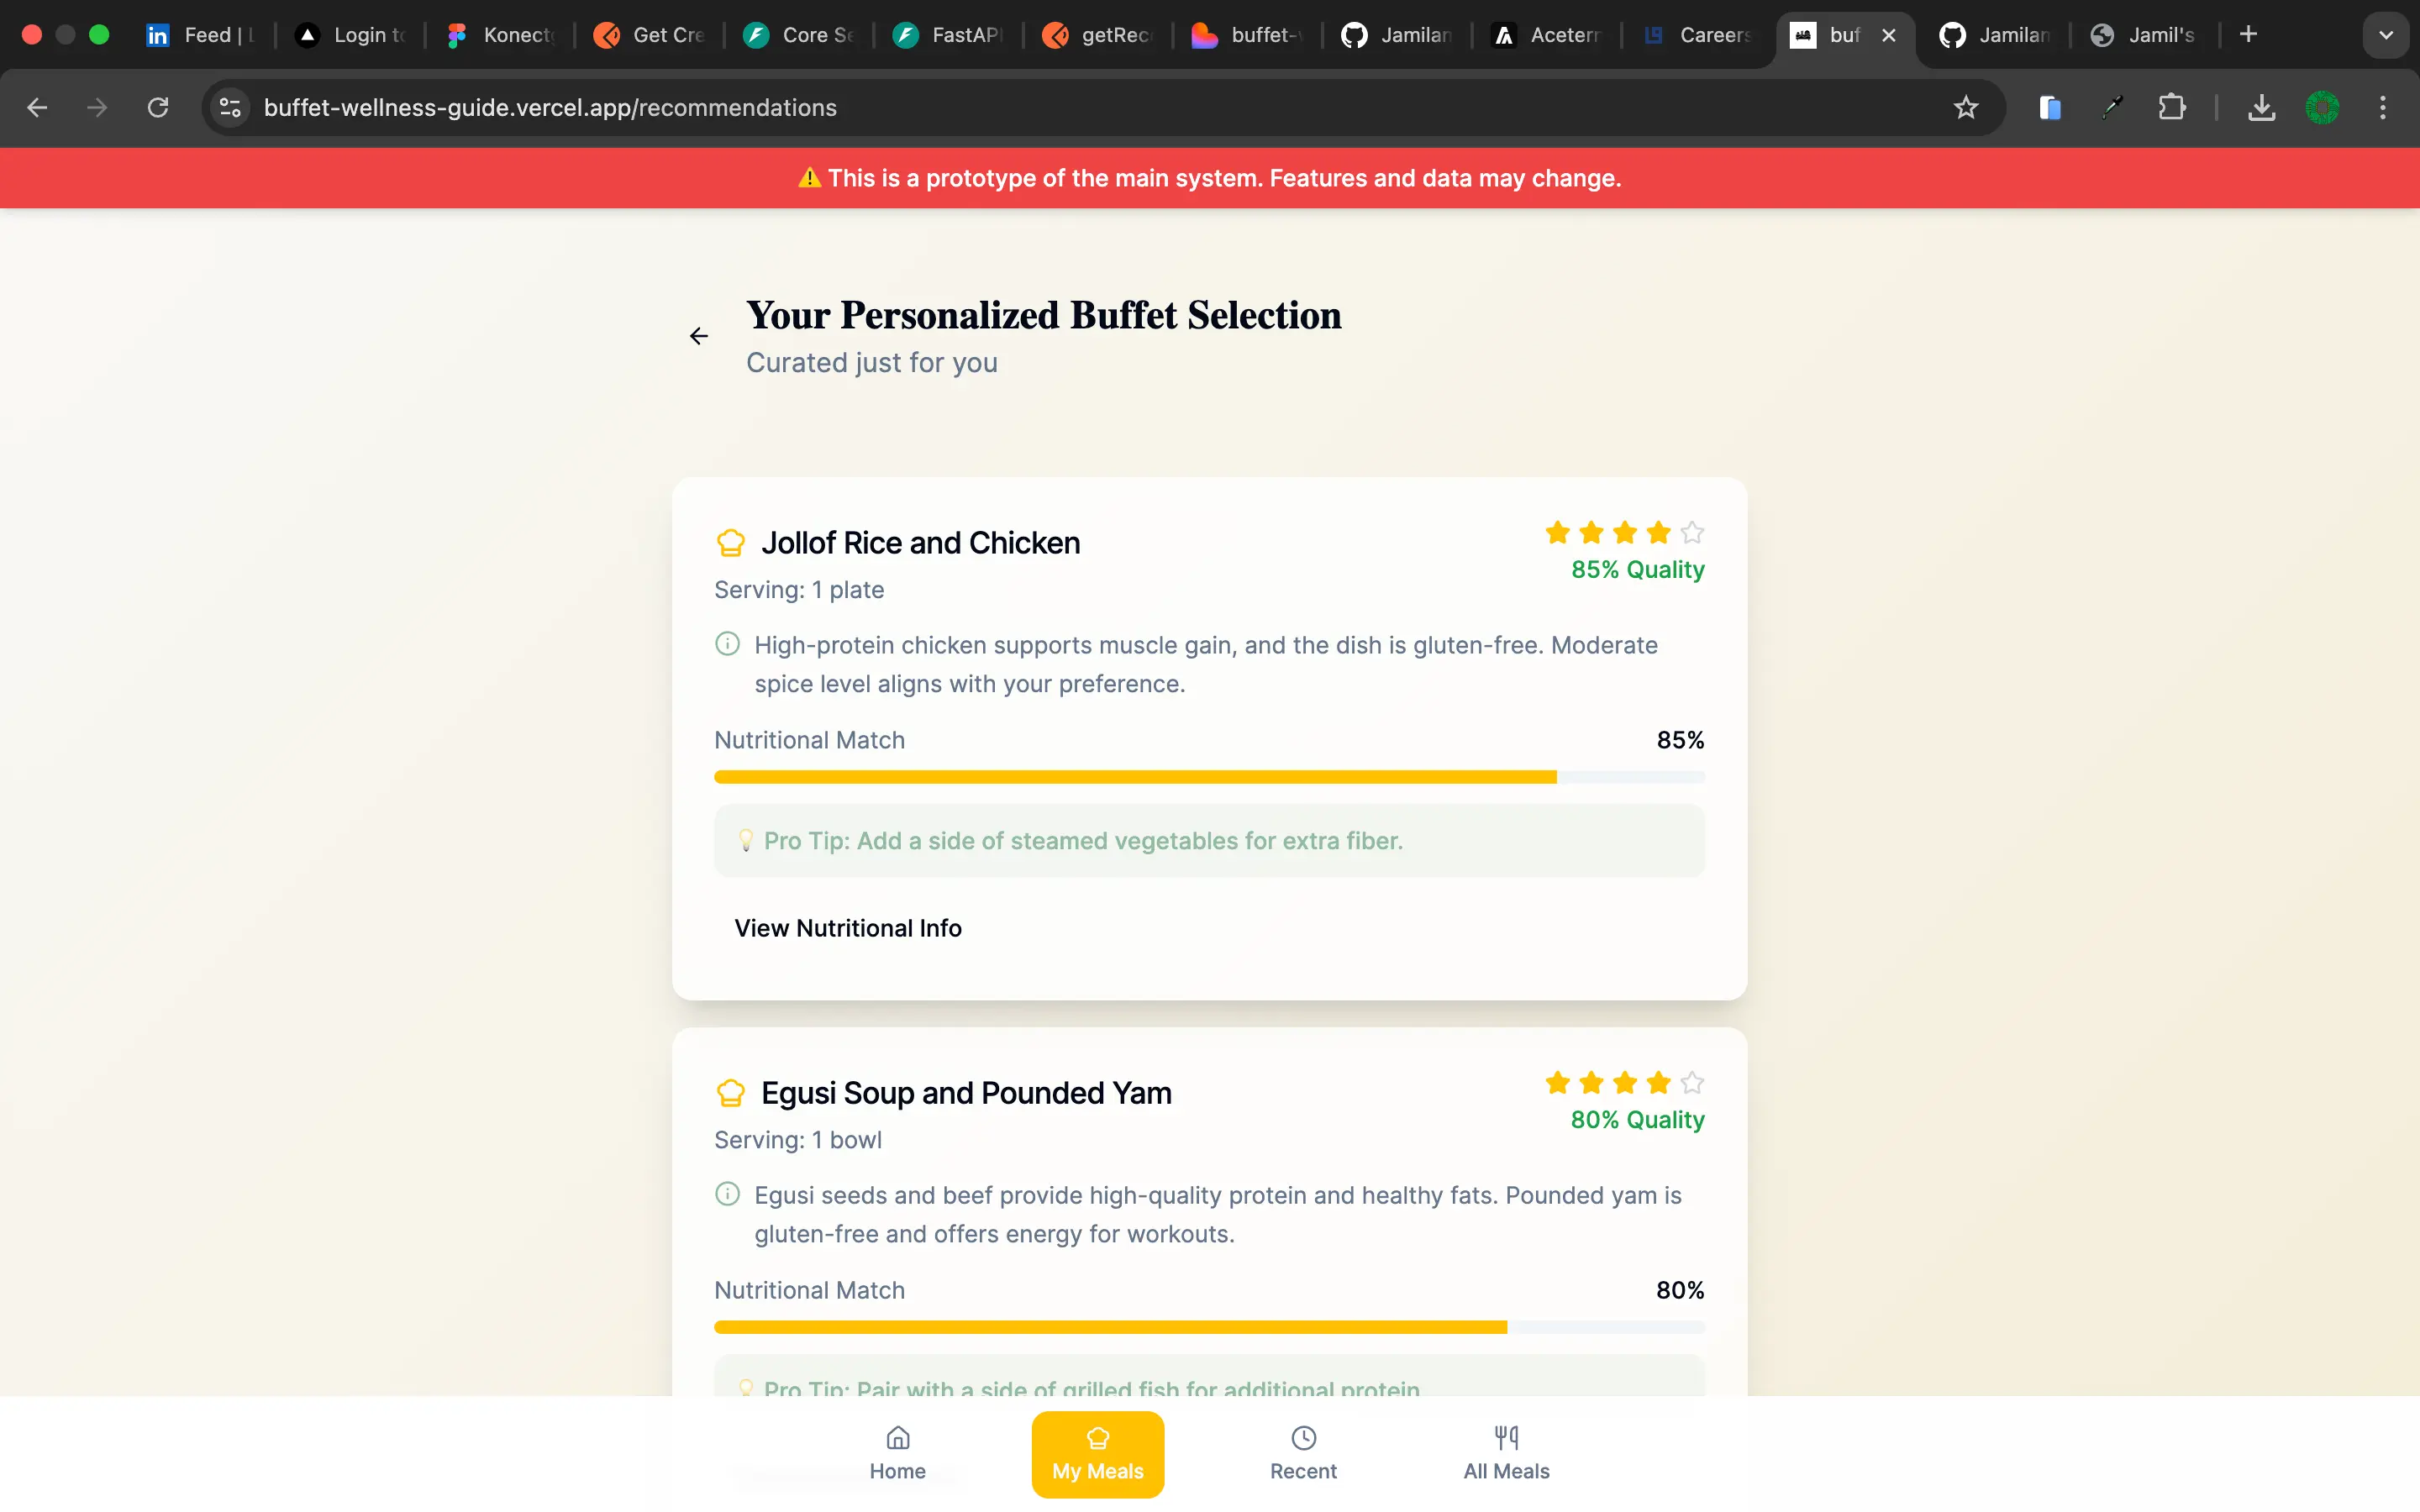 Feed | L
Login to
Konect
Get Cre
Core Se
FastAPI
getRec
buffet-
Jamilan
Aceter
Careers
buf
Jamilan
Jamil's
buffet-wellness-guide.vercel.app/recommendations
⚠️ This is a prototype of the main system. Features and data may change.
Your Personalized Buffet Selection
Curated just for you
Jollof Rice and Chicken
85% Quality
Serving: 1 plate
High-protein chicken supports muscle gain, and the dish is gluten-free. Moderate
spice level aligns with your preference.
Nutritional Match 85%
💡 Pro Tip: Add a side of steamed vegetables for extra fiber.
View Nutritional Info
Egusi Soup and Pounded Yam
80% Quality
Serving: 1 bowl
Egusi seeds and beef provide high-quality protein and healthy fats. Pounded yam is
gluten-free and offers energy for workouts.
Nutritional Match 80%
💡 Pro Tip: Pair with a side of grilled fish for additional protein
Home
My Meals
Recent
All Meals